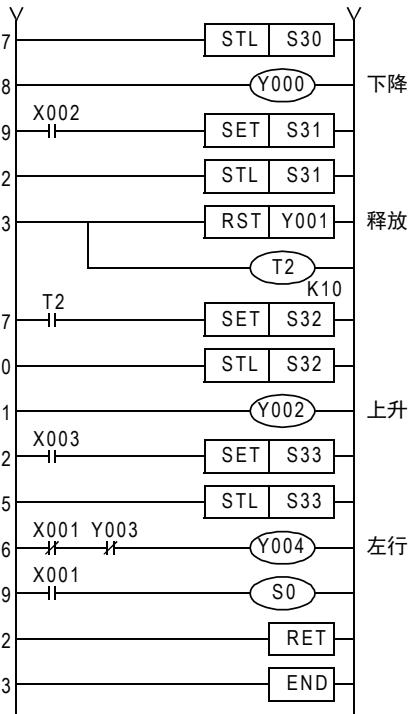 7 STL S30
8 Y000 下降
X002
9 SET S31
2 STL S31
3 RST Y001 释放
T2
K10
T2
7 SET S32
0 STL S32
1 Y002 上升
X003
2 SET S33
5 STL S33
X001 Y003
6 Y004 左行
X001
9 S0
2 RET
3 END